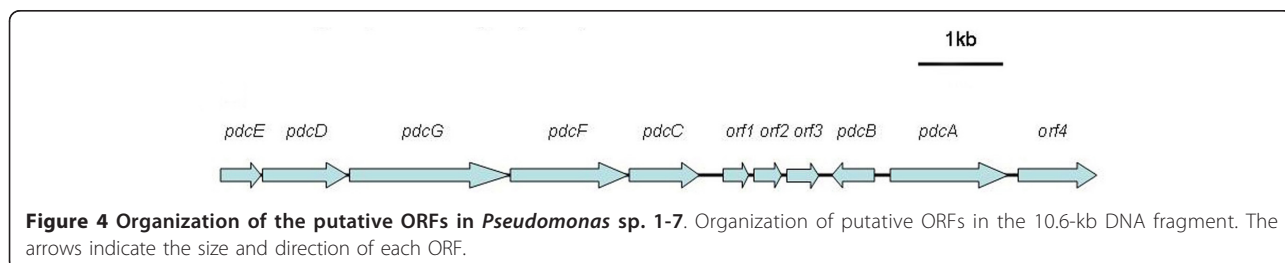 1kb
pdcE pdcD pdcG pdcF pdcC orf1 orf2 orf3 pdcB pdcA orf4
Figure 4 Organization of the putative ORFs in Pseudomonas sp. 1-7. Organization of putative ORFs in the 10.6-kb DNA fragment. The
arrows indicate the size and direction of each ORF.